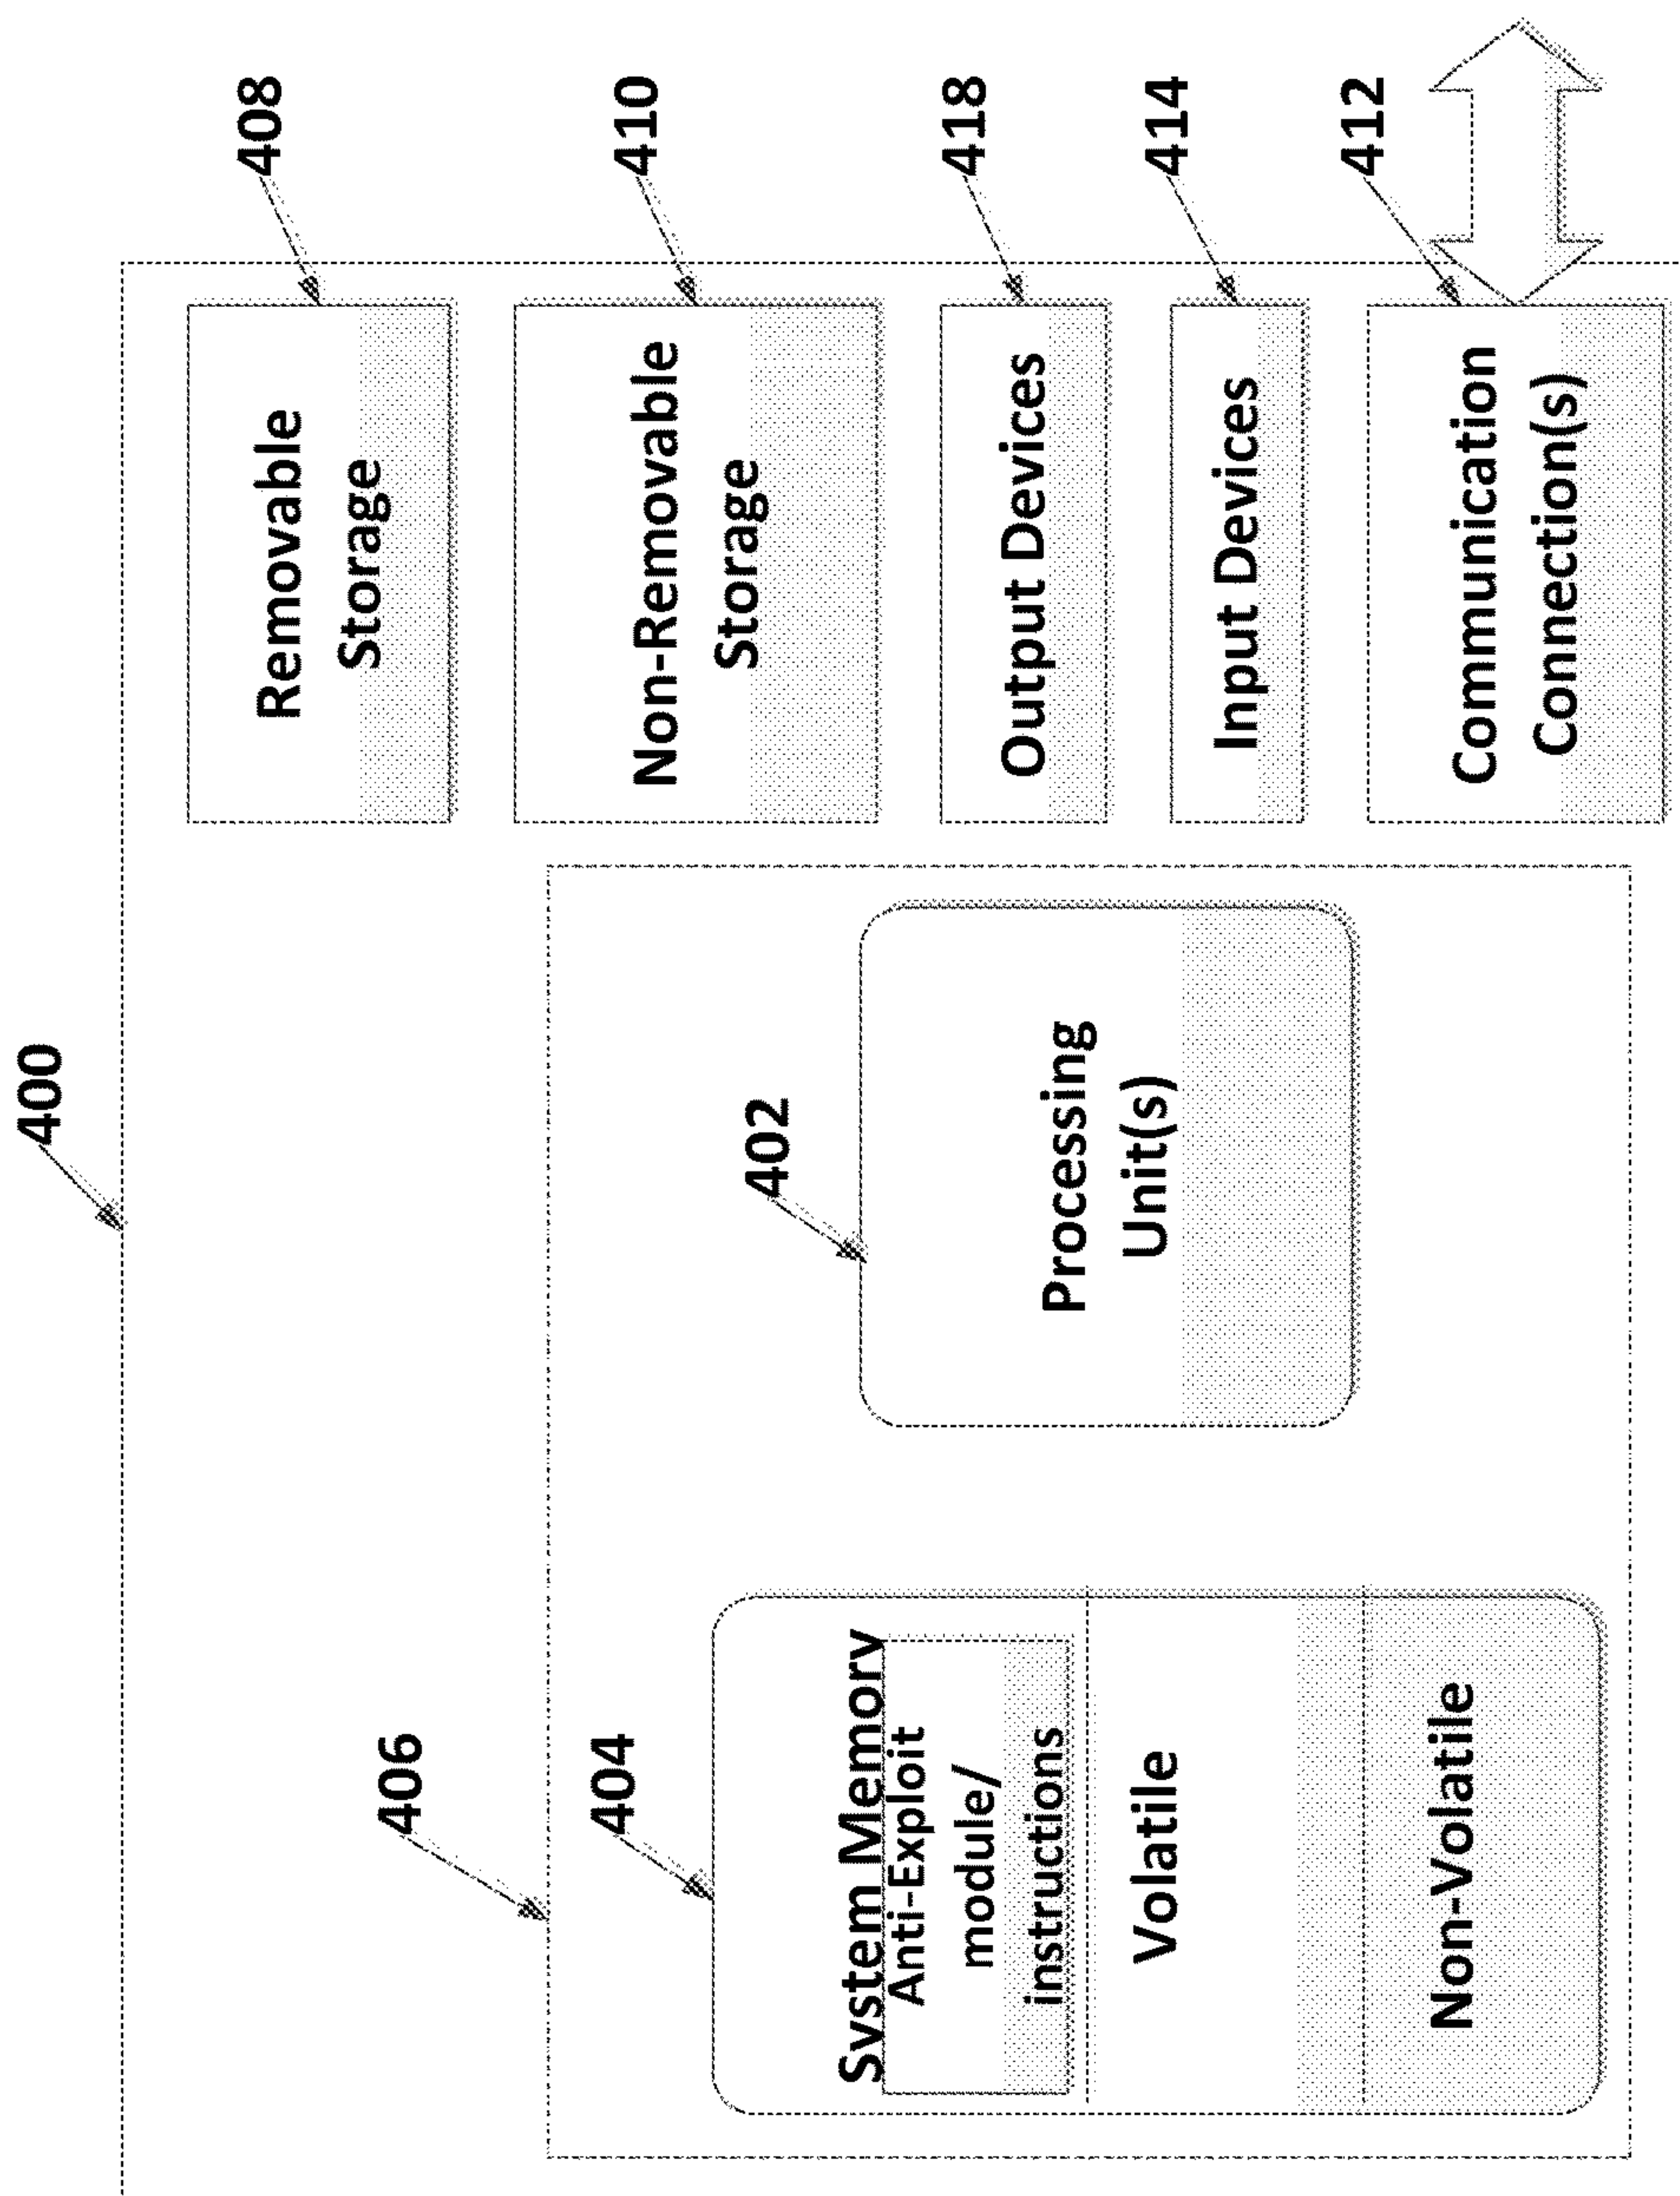 400
406
404
System Memory
Anti-Exploit
module/
instructions
Volatile
Non-Volatile
402
Processing
Unit(s)
408
Removable
Storage
410
Non-Removable
Storage
418
Output Devices
414
Input Devices
412
Communication
Connection(s)